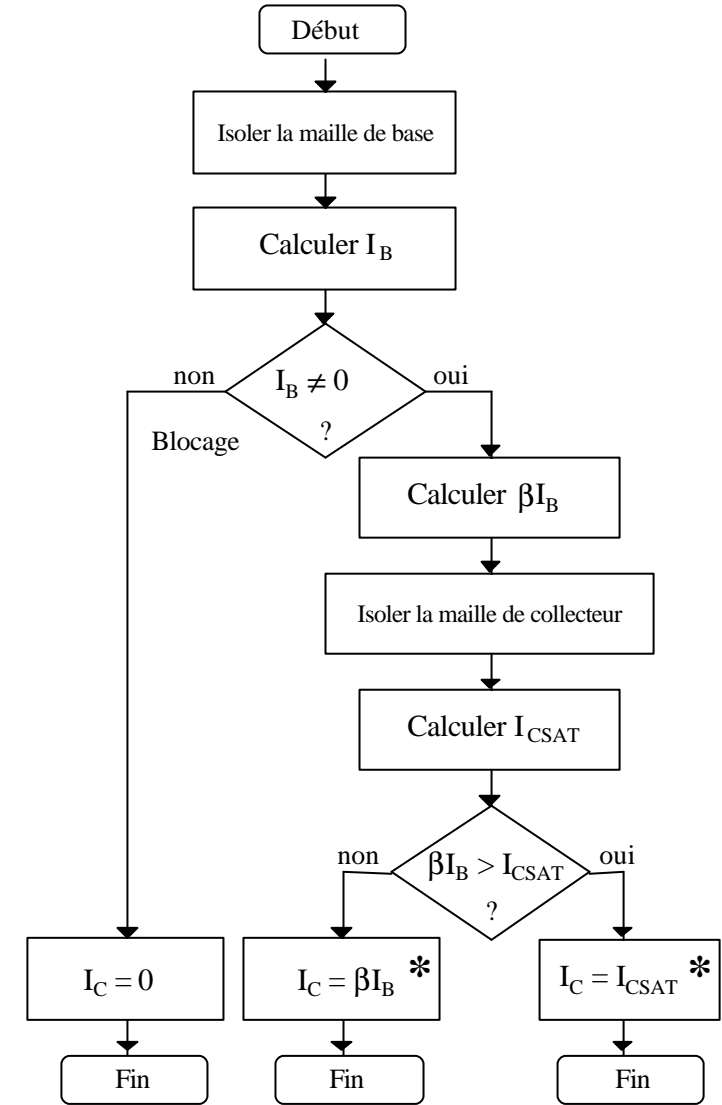 Début
Isoler la maille de base
Calculer I_B
non
I_B ≠ 0
oui
?
Blocage
Calculer βI_B
Isoler la maille de collecteur
Calculer I_CSAT
non
βI_B > I_CSAT
oui
?
I_C = 0
I_C = βI_B *
I_C = I_CSAT *
Fin
Fin
Fin